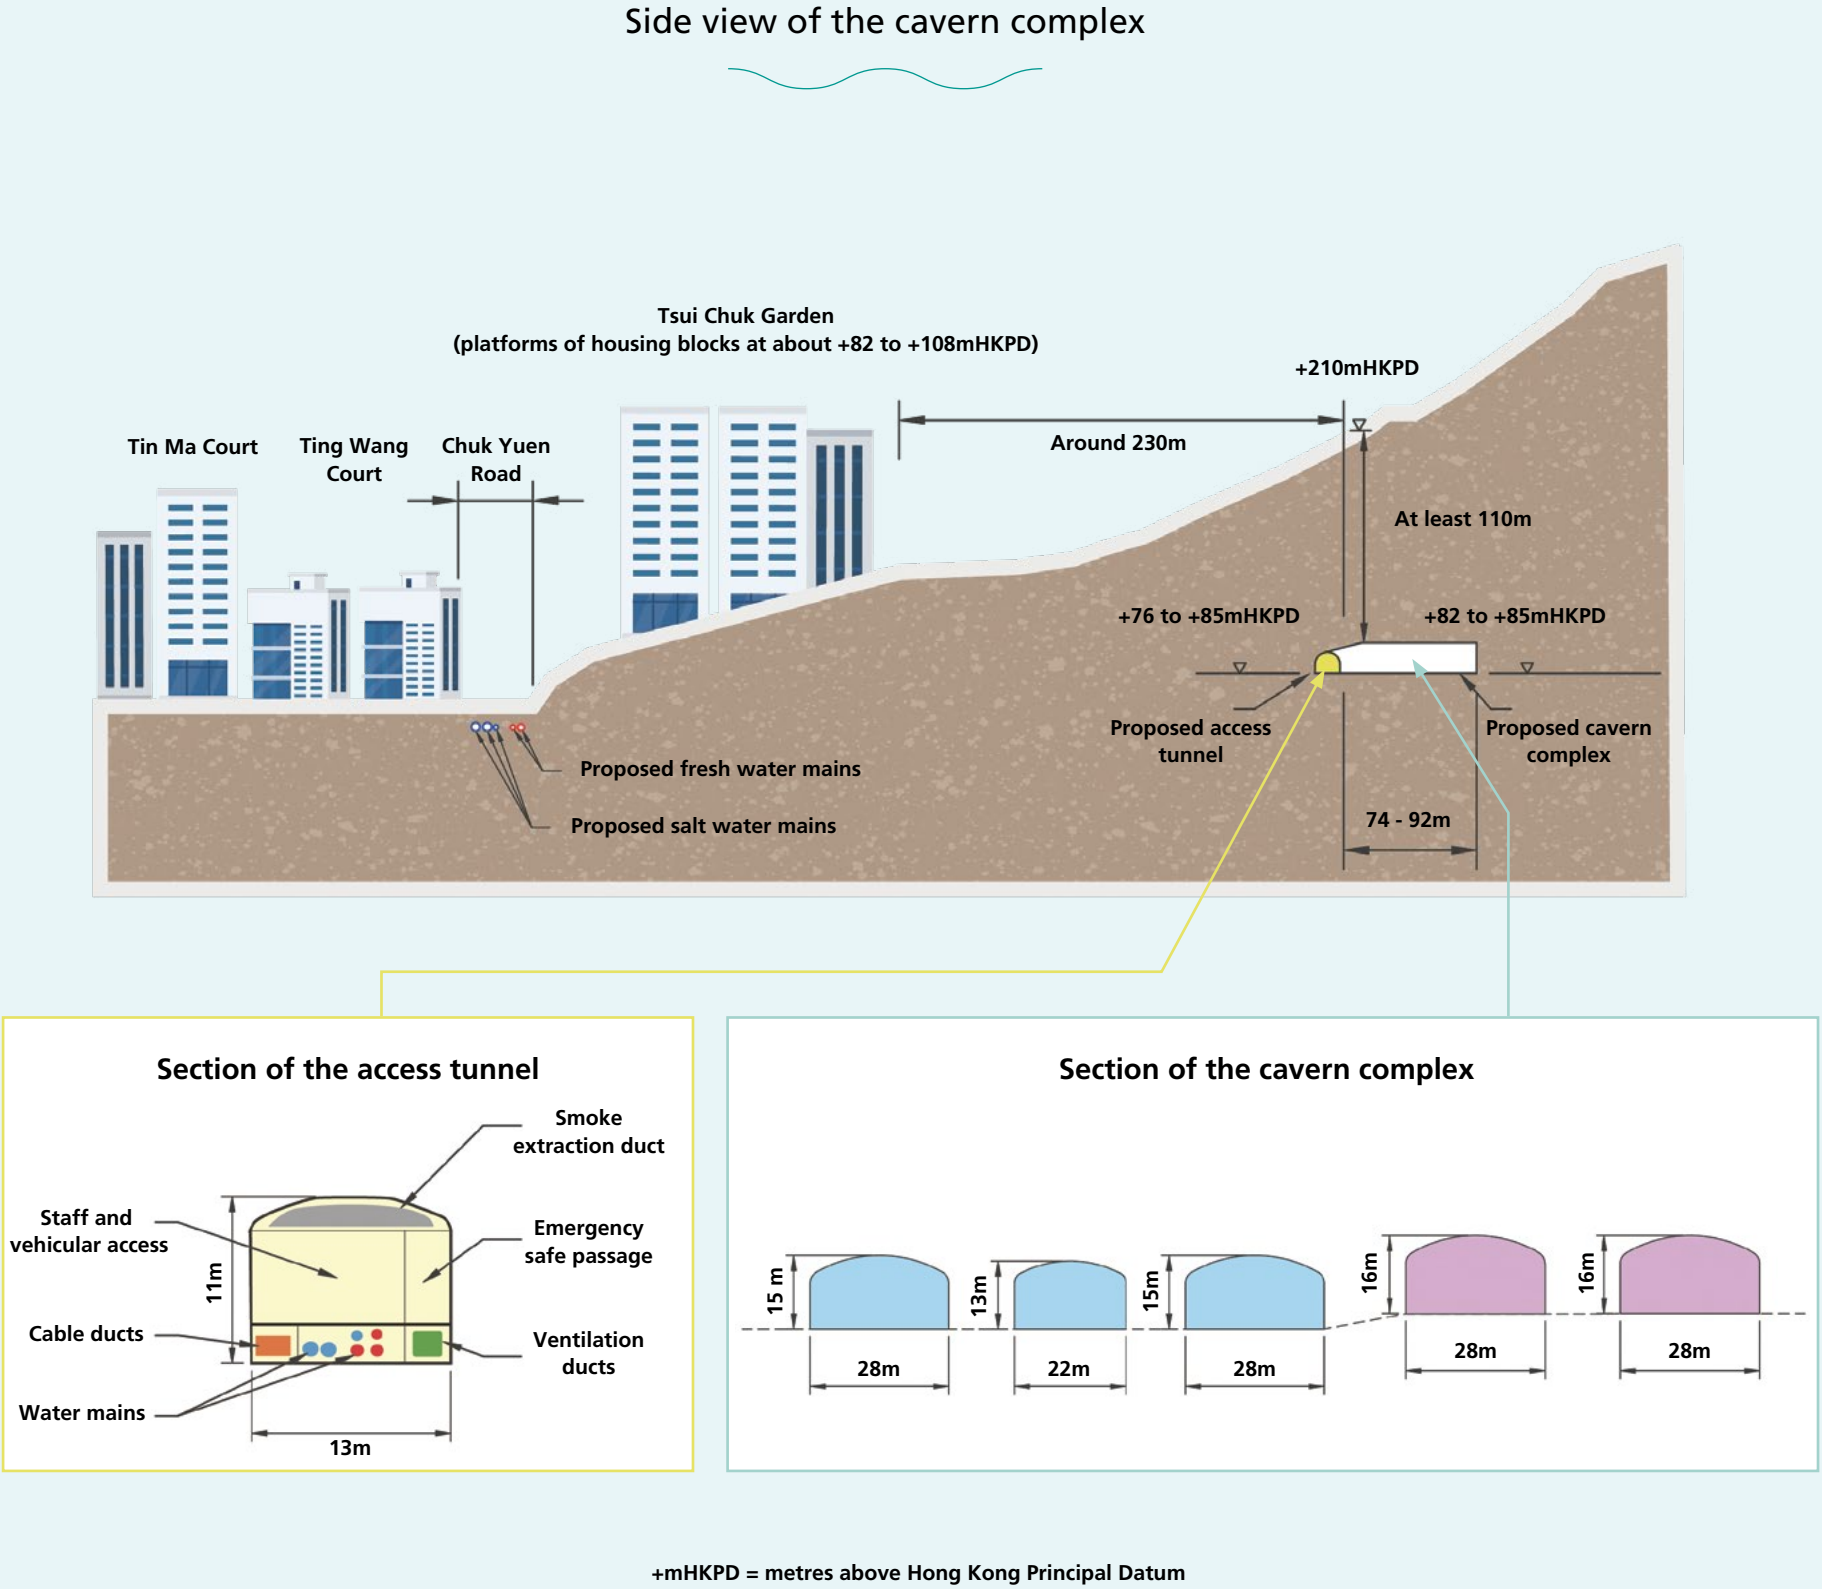 Side view of the cavern complex
Tsui Chuk Garden
(platforms of housing blocks at about +82 to +108mHKPD)
+210mHKPD
Tin Ma Court
Ting Wang
Court
Chuk Yuen
Road
Around 230m
At least 110m
+76 to +85mHKPD
+82 to +85mHKPD
Proposed access
tunnel
Proposed cavern
complex
Proposed fresh water mains
Proposed salt water mains
74 - 92m
Section of the access tunnel
Smoke
extraction duct
Staff and
vehicular access
Emergency
safe passage
11m
Cable ducts
Ventilation
ducts
Water mains
13m
Section of the cavern complex
15 m
13m
15m
16m
16m
28m
22m
28m
28m
28m
+mHKPD = metres above Hong Kong Principal Datum